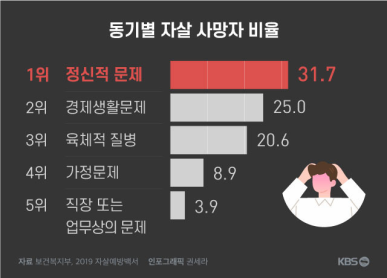 동기별 자살 사망자 비율
1위 정신적 문제 31.7
2위 경제생활문제 25.0
3위 육체적 질병 20.6
4위 가정문제 8.9
5위 직장 또는
업무상의 문제 3.9
자료 보건복지부, 2019 자살예방백서 인포그래픽 권세라 KBS